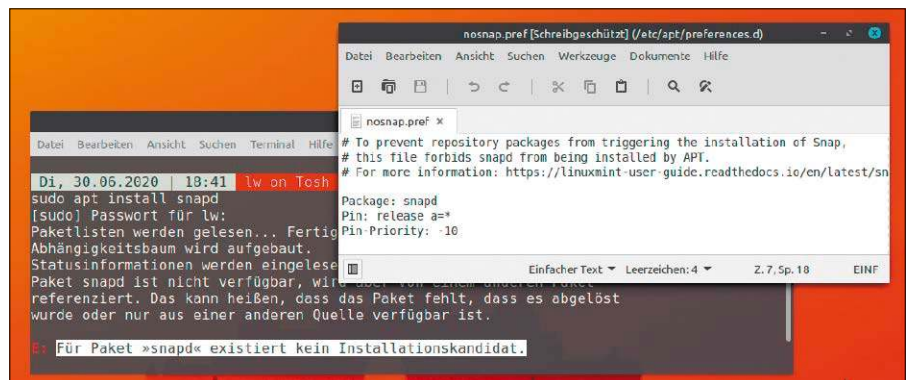 nosnap.pref [Schreibgeschützt] (/etc/apt/preferences.d)
Datei Bearbeiten Ansicht Suchen Werkzeuge Dokumente Hilfe
nosnap.pref ×
# To prevent repository packages from triggering the installation of Snap,
# this file forbids snapd from being installed by APT.
# For more information: https://linuxmint-user-guide.readthedocs.io/en/latest/sn
Package: snapd
Pin: release a=*
Pin-Priority: -10
Einfacher Text Leerzeichen: 4 Z. 7, Sp. 18 EINF
Datei Bearbeiten Ansicht Suchen Terminal Hilfe
Di, 30.06.2020 | 18:41 lw on Tosh
sudo apt install snapd
[sudo] Passwort für lw:
Paketlisten werden gelesen... Fertig
Abhängigkeitsbaum wird aufgebaut.
Statusinformationen werden eingelese
Paket snapd ist nicht verfügbar, wird aber von einem anderen Paket
referenziert. Das kann heißen, dass das Paket fehlt, dass es abgelöst
wurde oder nur aus einer anderen Quelle verfügbar ist.
E: Für Paket »snapd« existiert kein Installationskandidat.